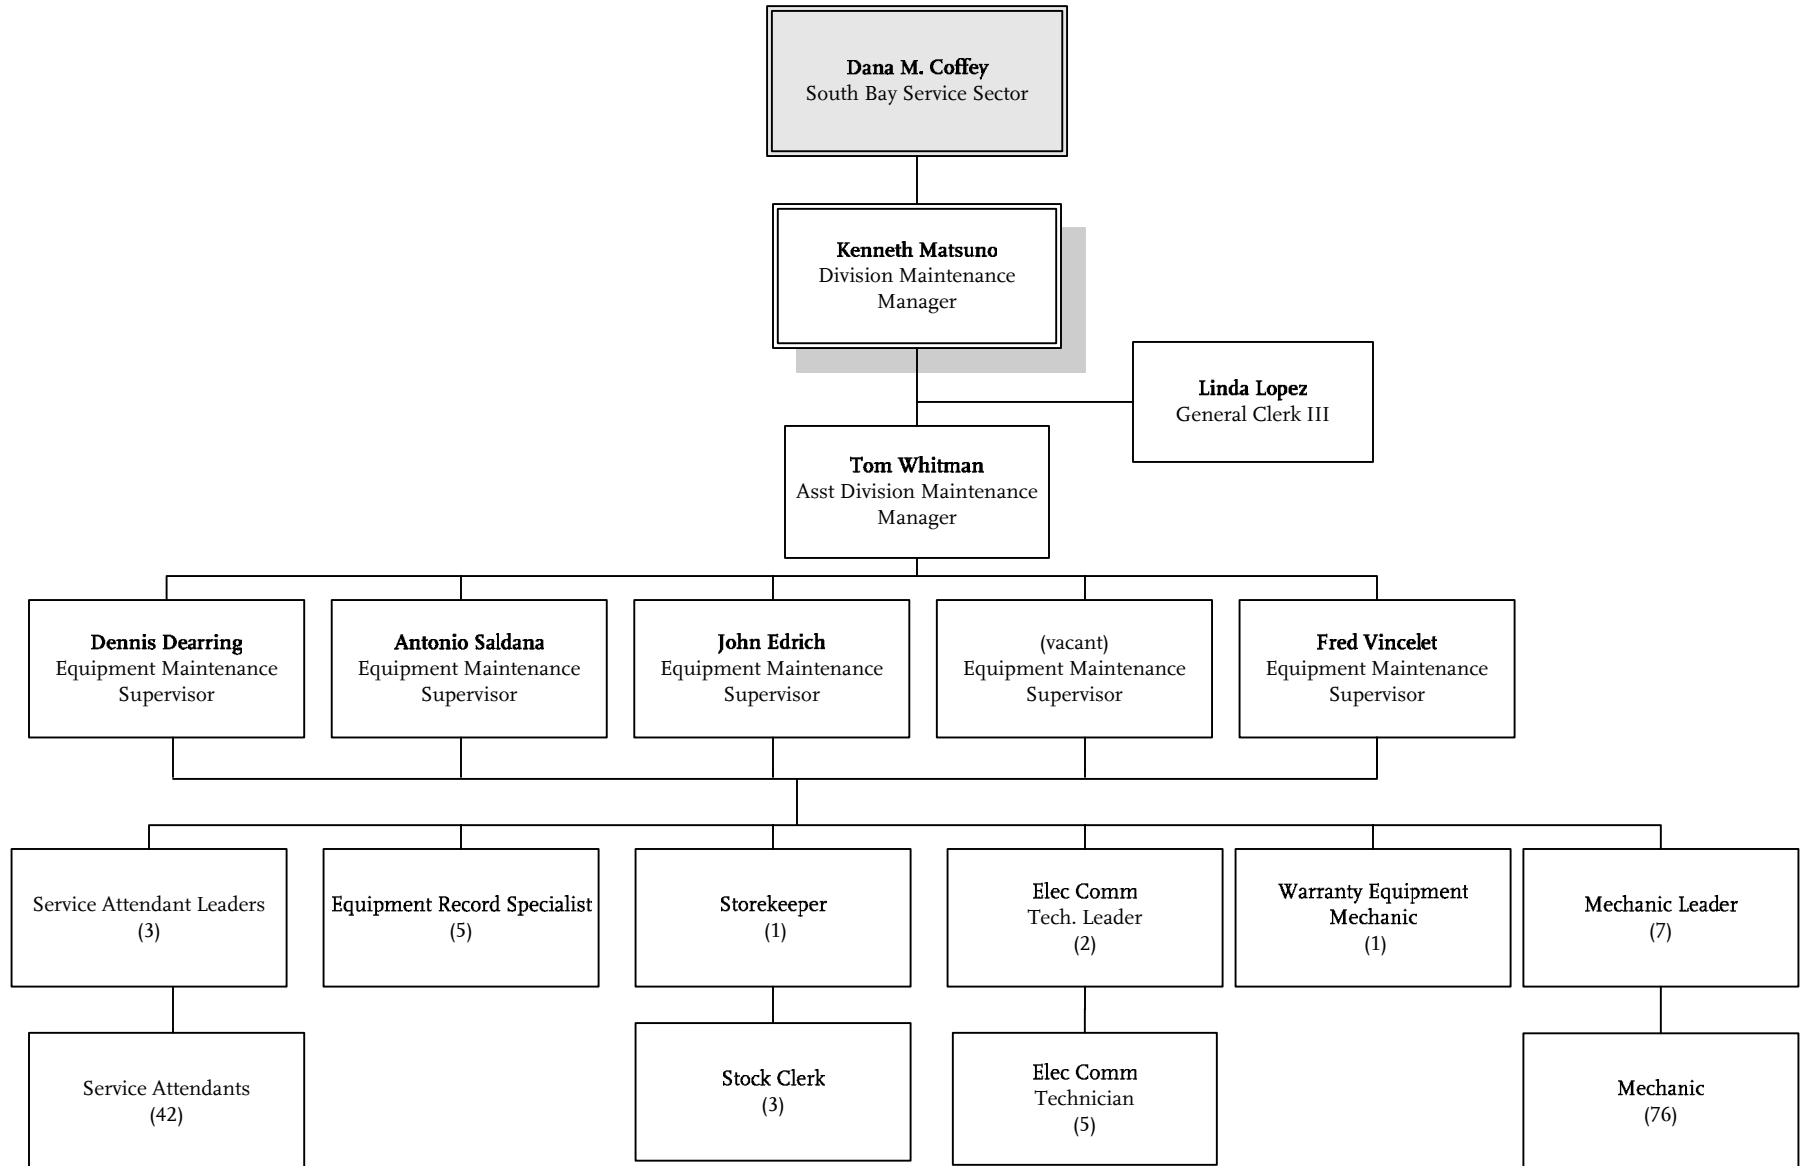 Dana M. Coffey
South Bay Service Sector
Kenneth Matsuno
Division Maintenance
Manager
Linda Lopez
General Clerk III
Tom Whitman
Asst Division Maintenance
Manager
Dennis Dearring
Equipment Maintenance
Supervisor
Antonio Saldana
Equipment Maintenance
Supervisor
John Edrich
Equipment Maintenance
Supervisor
(vacant)
Equipment Maintenance
Supervisor
Fred Vincelet
Equipment Maintenance
Supervisor
Service Attendant Leaders
(3)
Equipment Record Specialist
(5)
Storekeeper
(1)
Elec Comm
Tech. Leader
(2)
Warranty Equipment
Mechanic
(1)
Mechanic Leader
(7)
Service Attendants
(42)
Stock Clerk
(3)
Elec Comm
Technician
(5)
Mechanic
(76)